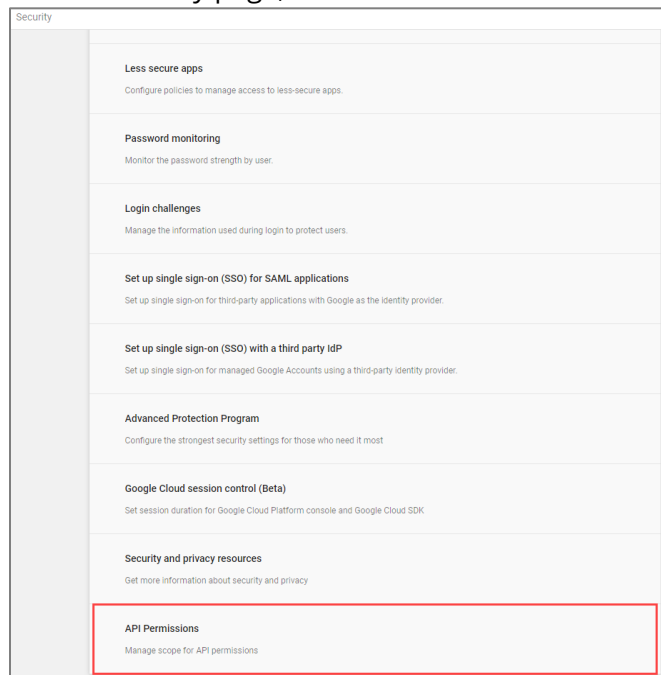 Security
Less secure apps
Configure policies to manage access to less-secure apps.
Password monitoring
Monitor the password strength by user.
Login challenges
Manage the information used during login to protect users.
Set up single sign-on (SSO) for SAML applications
Set up single sign-on for third-party applications with Google as the identity provider.
Set up single sign-on (SSO) with a third party IdP
Set up single sign-on for managed Google Accounts using a third-party identity provider.
Advanced Protection Program
Configure the strongest security settings for those who need it most
Google Cloud session control (Beta)
Set session duration for Google Cloud Platform console and Google Cloud SDK
Security and privacy resources
Get more information about security and privacy
API Permissions
Manage scope for API permissions